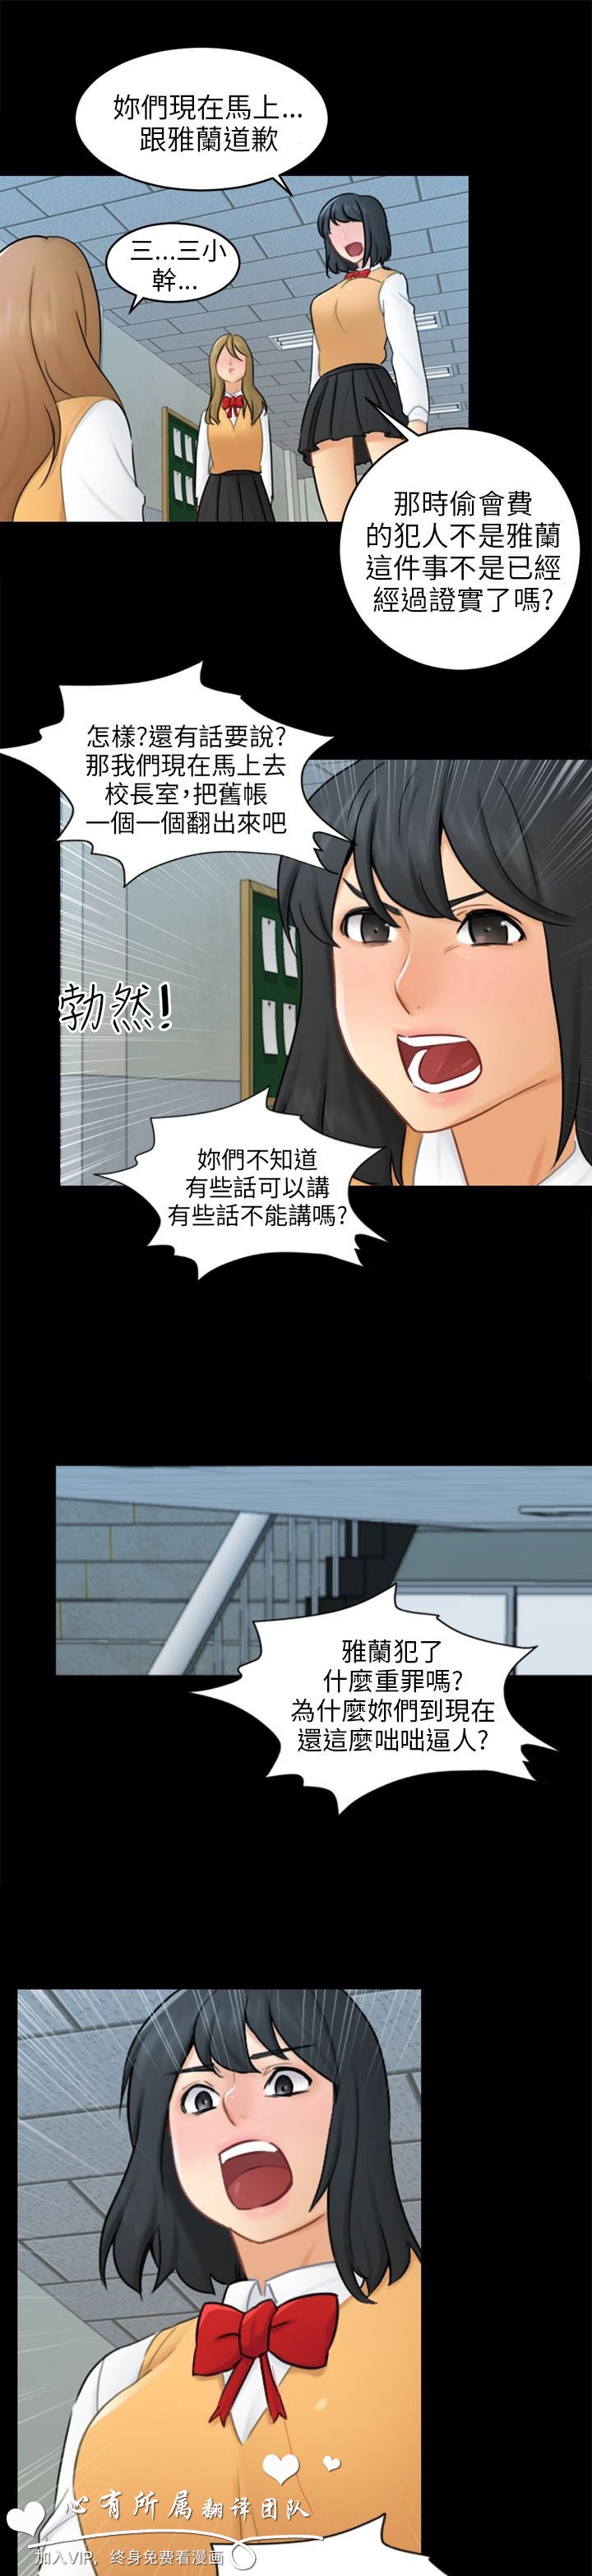 妳們現在馬上...
跟雅蘭道歉
三...三小
幹...
那時偷會費
的犯人不是雅蘭
這件事不是已經
經過證實了嗎?
怎樣?還有話要說?
那我們現在馬上去
校長室,把舊帳
一個一個翻出來吧
勃然!
妳們不知道
有些話可以講
有些話不能講嗎?
雅蘭犯了
什麼重罪嗎?
為什麼妳們到現在
還這麼咄咄逼人?
心有所属翻译团队
加入VIP，终身免费看漫画